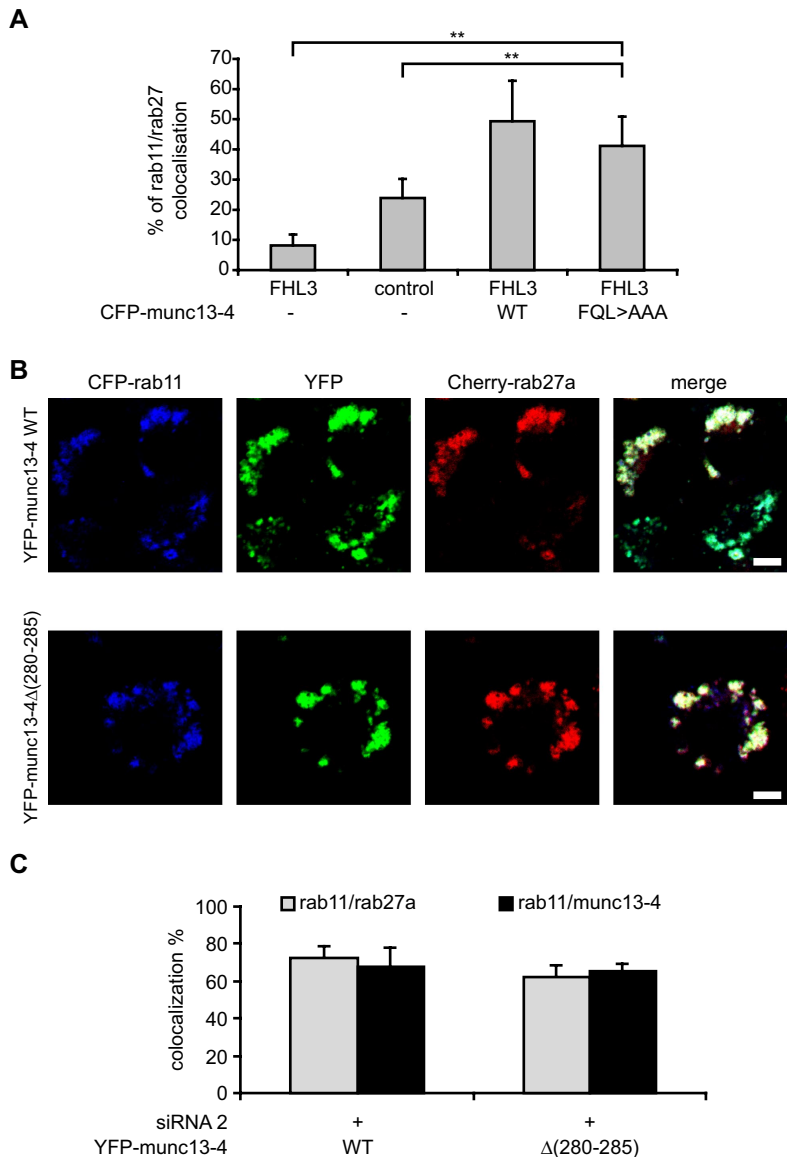 A
**
**
% of rab11/rab27
colocalisation
70
60
50
40
30
20
10
0
FHL3 control FHL3 FHL3
CFP-munc13-4 - - WT FQL>AAA
B
CFP-rab11 YFP Cherry-rab27a merge
YFP-munc13-4 WT
YFP-munc13-4Δ(280-285)
C
rab11/rab27a rab11/munc13-4
colocalization %
100
80
60
40
20
0
siRNA 2 + +
YFP-munc13-4 WT Δ(280-285)